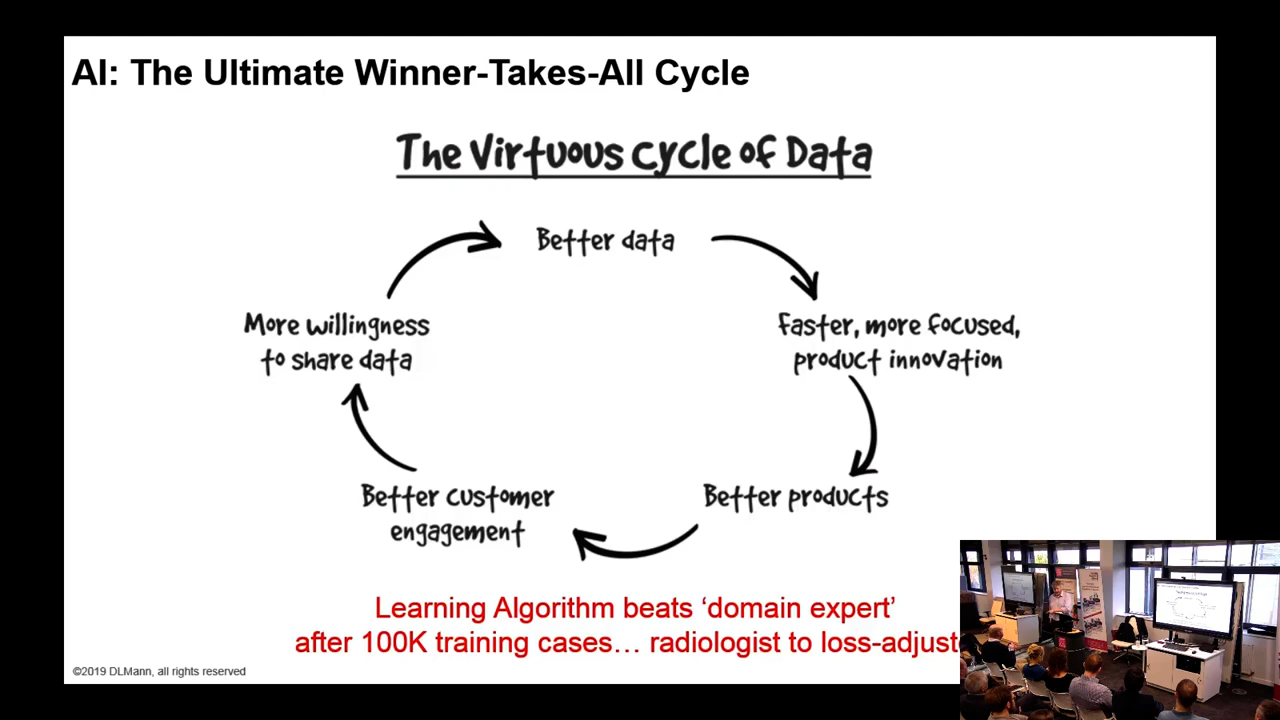 AI: The Ultimate Winner-Takes-All Cycle
The Virtuous cycle of Data
Better data
Faster, more focused,
product innovation
Better products
Better customer
engagement
More willingness
to share data
Learning Algorithm beats ‘domain expert’
after 100K training cases… radiologist to loss-adjust
©2019 DLMann, all rights reserved